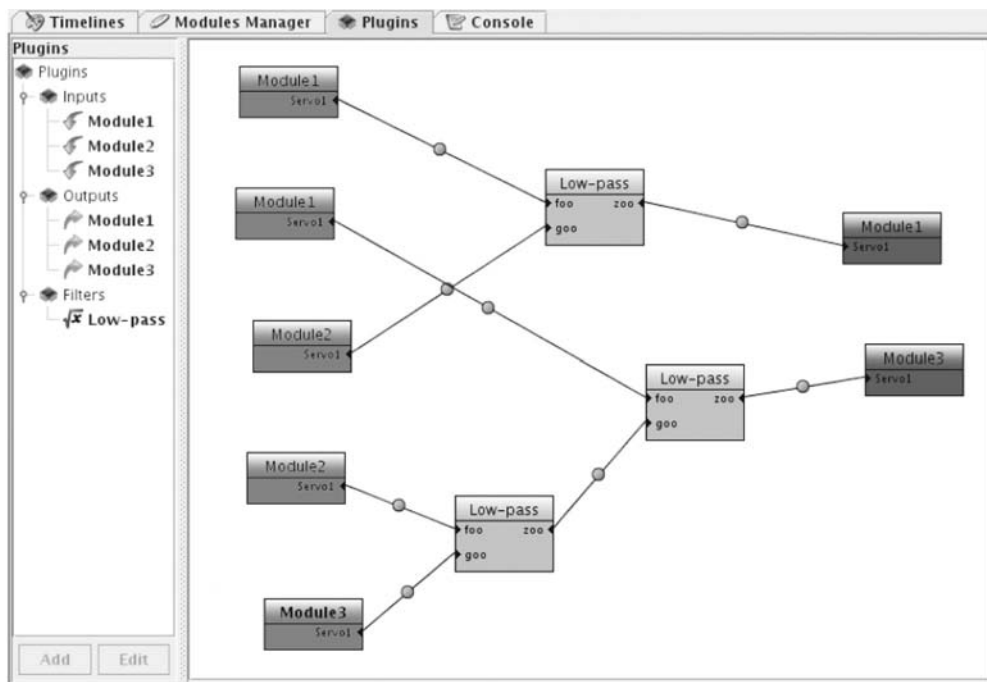 Timelines
Modules Manager
Plugins
Console
Plugins
Plugins
Inputs
Module1
Module2
Module3
Outputs
Module1
Module2
Module3
Filters
√x Low-pass
Add
Edit
Module1
Servo1
Module1
Servo1
Module2
Servo1
Module2
Servo1
Module3
Servo1
Low-pass
foo zoo
goo
Low-pass
foo zoo
goo
Low-pass
foo zoo
goo
Module1
Servo1
Module3
Servo1